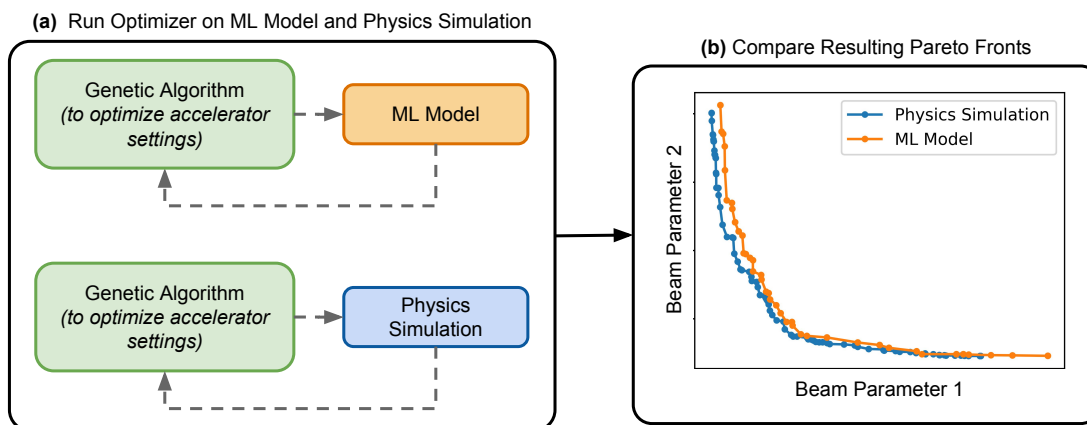 (a) Run Optimizer on ML Model and Physics Simulation
Genetic Algorithm
(to optimize accelerator
settings)
ML Model
Genetic Algorithm
(to optimize accelerator
settings)
Physics
Simulation
(b) Compare Resulting Pareto Fronts
Physics Simulation
ML Model
Beam Parameter 2
Beam Parameter 1